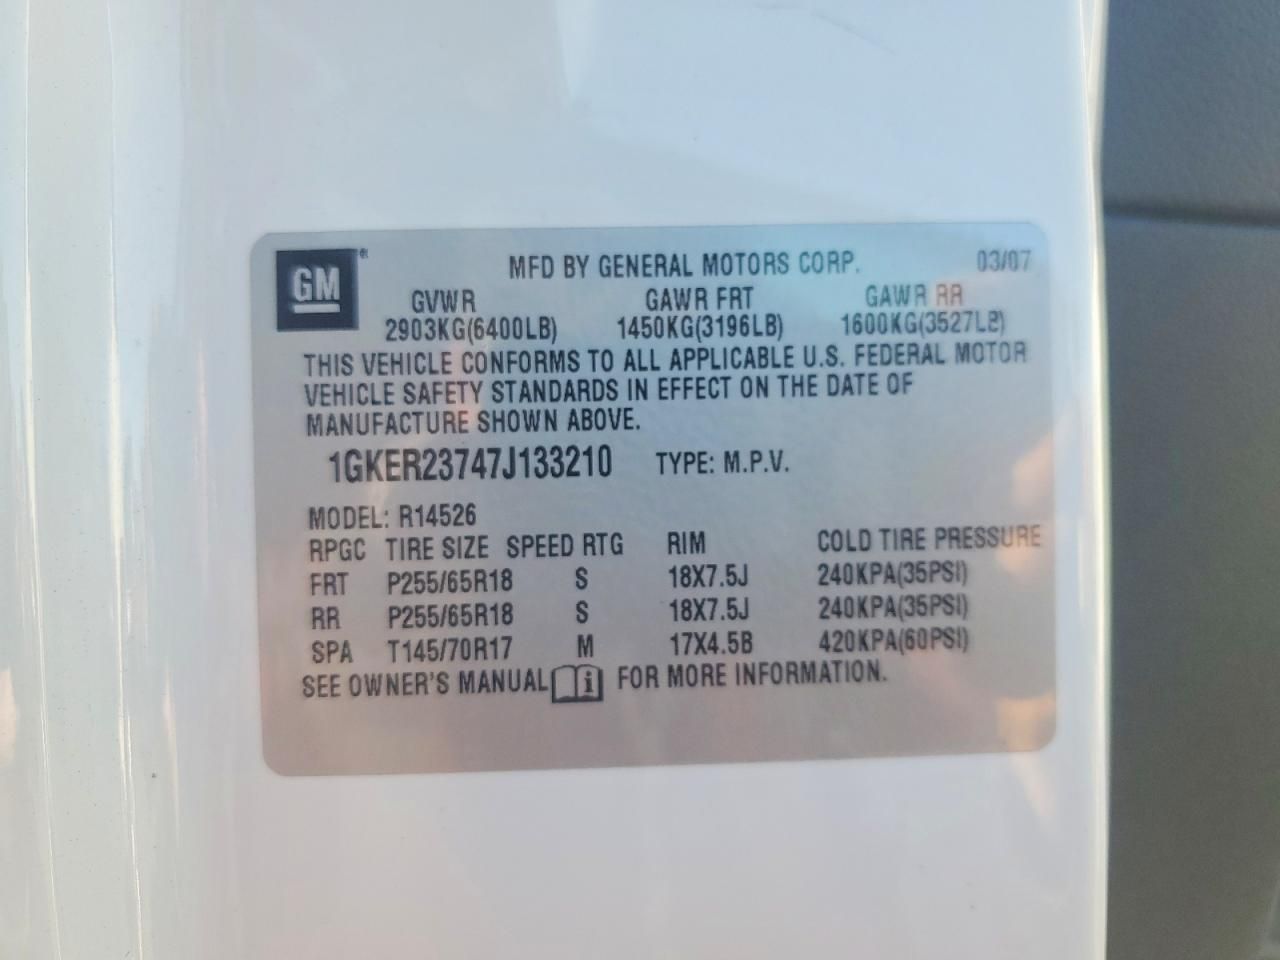 GM®
MFD BY GENERAL MOTORS CORP. 03/07
GVWR GAWR FRT GAWR RR
2903KG(6400LB) 1450KG(3196LB) 1600KG(3527LB)
THIS VEHICLE CONFORMS TO ALL APPLICABLE U.S. FEDERAL MOTOR
VEHICLE SAFETY STANDARDS IN EFFECT ON THE DATE OF
MANUFACTURE SHOWN ABOVE.
1GKER23747J133210 TYPE: M.P.V.
MODEL: R14526
RPGC TIRE SIZE SPEED RTG RIM COLD TIRE PRESSURE
FRT P255/65R18 S 18X7.5J 240KPA(35PSI)
RR P255/65R18 S 18X7.5J 240KPA(35PSI)
SPA T145/70R17 M 17X4.5B 420KPA(60PSI)
SEE OWNER'S MANUAL i FOR MORE INFORMATION.